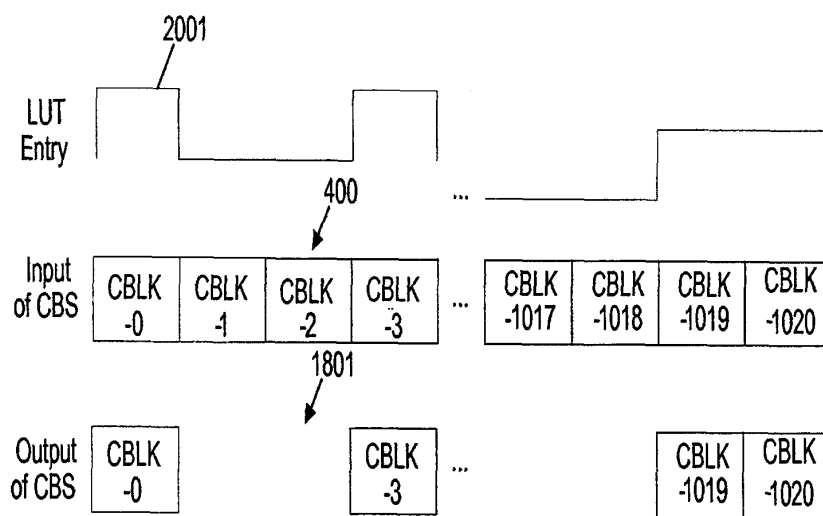 2001
LUT
Entry
...
400
Input
of CBS
CBLK
-0
CBLK
-1
CBLK
-2
CBLK
-3
...
CBLK
-1017
CBLK
-1018
CBLK
-1019
CBLK
-1020
1801
Output
of CBS
CBLK
-0
CBLK
-3
...
CBLK
-1019
CBLK
-1020